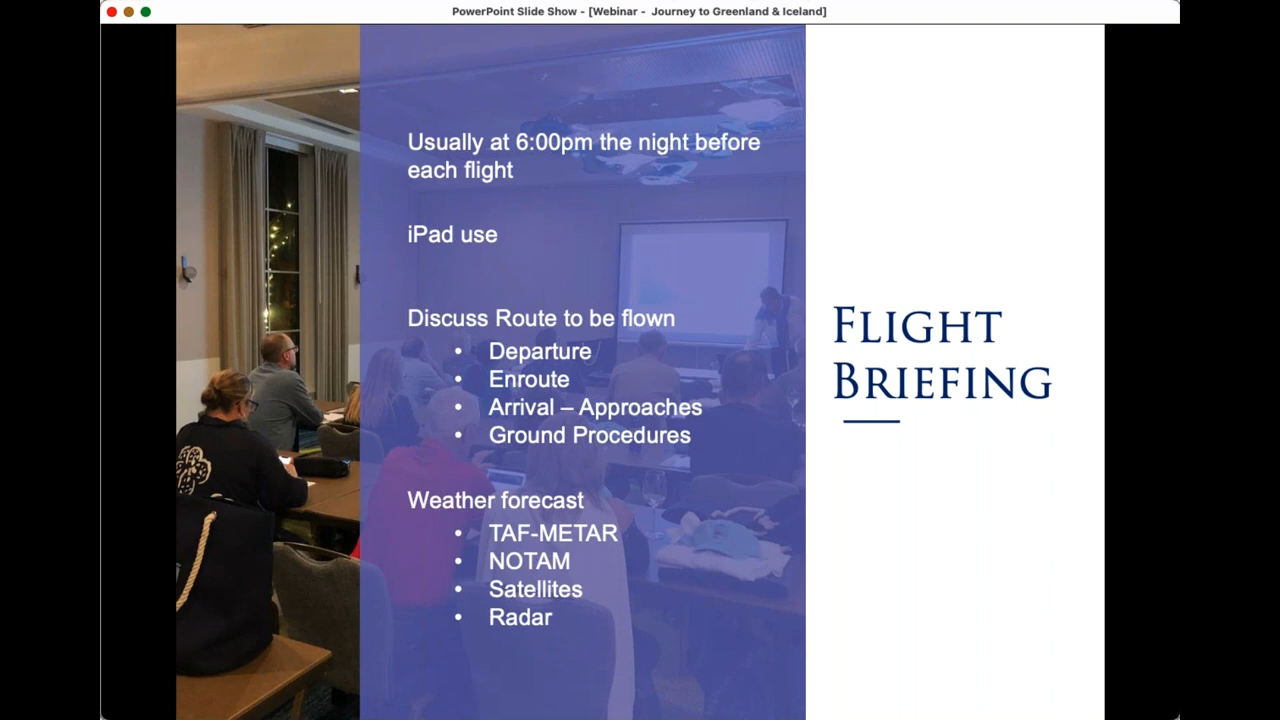 PowerPoint Slide Show - [Webinar - Journey to Greenland & Iceland]
Usually at 6:00pm the night before
each flight
iPad use
Discuss Route to be flown
• Departure
• Enroute
• Arrival – Approaches
• Ground Procedures
Weather forecast
• TAF-METAR
• NOTAM
• Satellites
• Radar
FLIGHT
BRIEFING